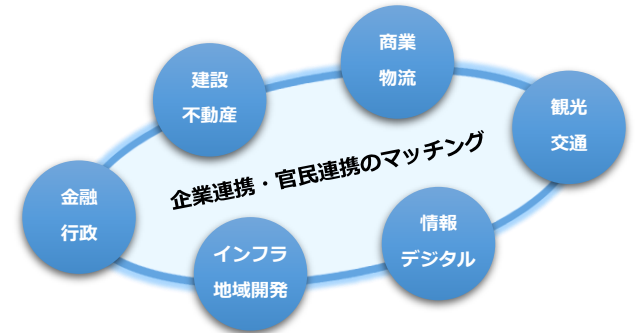 商業
物流
建設
不動産
観光
交通
企業連携・官民連携のマッチング
金融
行政
情報
デジタル
インフラ
地域開発